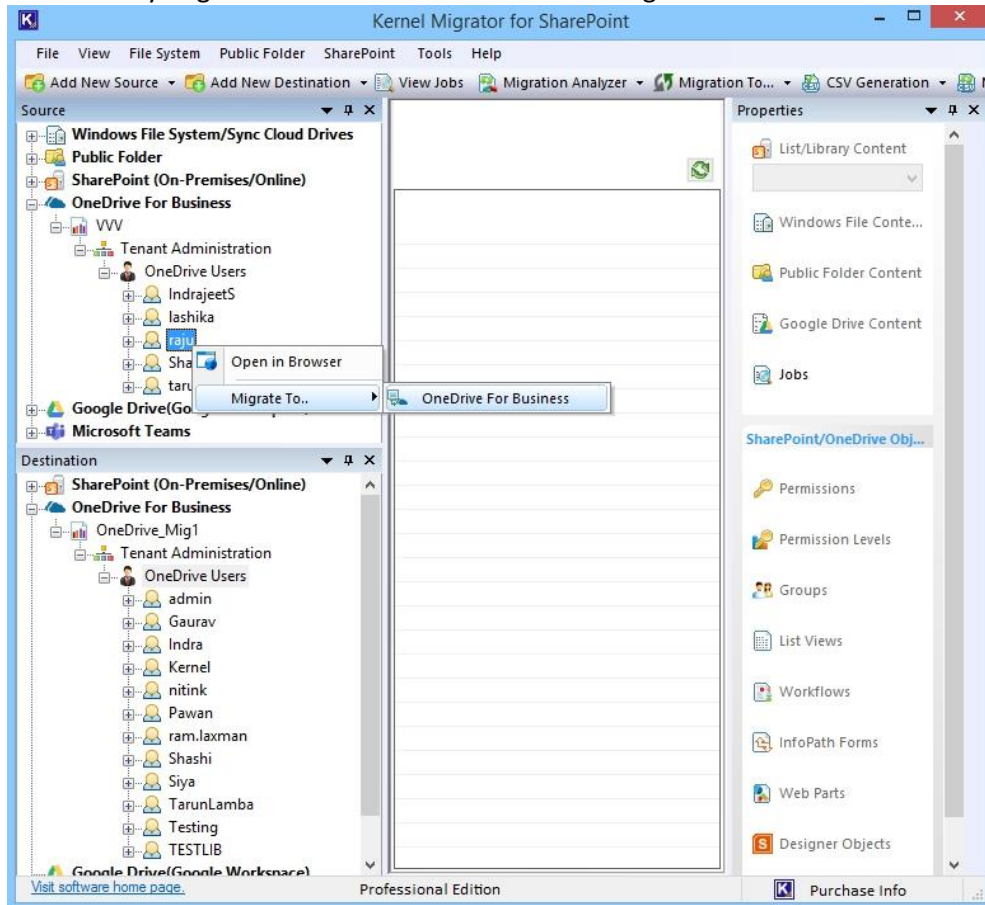 Kernel Migrator for SharePoint
File View File System Public Folder SharePoint Tools Help
Add New Source Add New Destination View Jobs Migration Analyzer Migration To... CSV Generation
Source
Windows File System/Sync Cloud Drives
Public Folder
SharePoint (On-Premises/Online)
OneDrive For Business
VVV
Tenant Administration
OneDrive Users
IndrajeetS
lashika
raju
Sha
taru
Google Drive(Go
Microsoft Teams
Open in Browser
Migrate To..
OneDrive For Business
Destination
SharePoint (On-Premises/Online)
OneDrive For Business
OneDrive_Mig1
Tenant Administration
OneDrive Users
admin
Gaurav
Indra
Kernel
nitink
Pawan
ram.laxman
Shashi
Siya
TarunLamba
Testing
TESTLIB
Google Drive(Google Workspace)
Properties
List/Library Content
Windows File Conte...
Public Folder Content
Google Drive Content
Jobs
SharePoint/OneDrive Obj...
Permissions
Permission Levels
Groups
List Views
Workflows
InfoPath Forms
Web Parts
Designer Objects
Visit software home page.
Professional Edition
Purchase Info